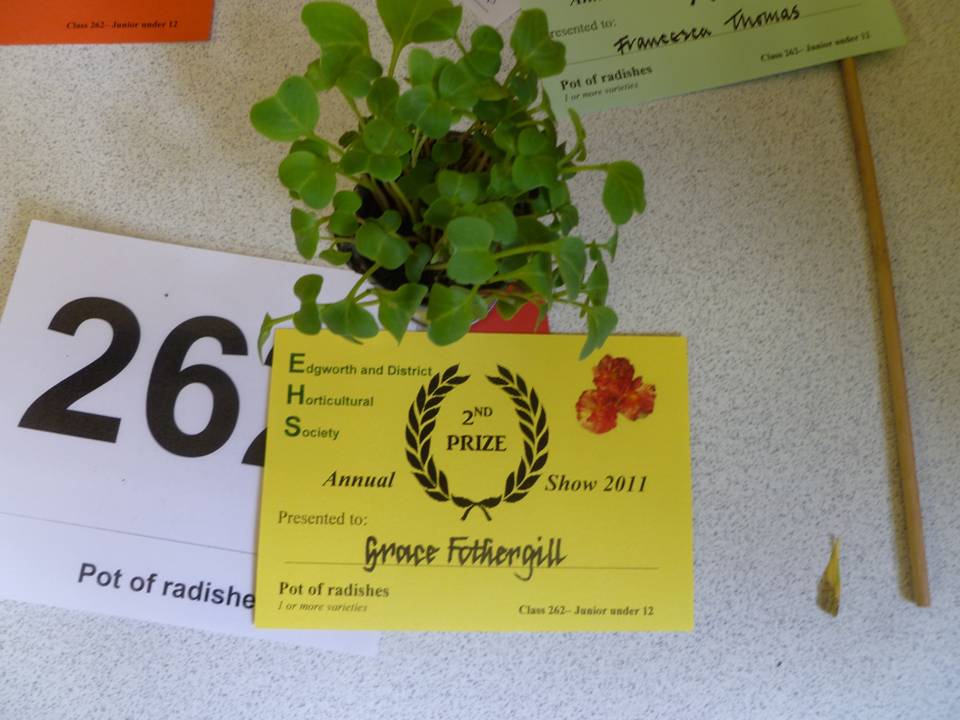 Class 262– Junior under 12
Presented to:
Francesca Thomas
Pot of radishes
1 or more varieties
Class 262– Junior under 12
262
Pot of radishe
Edgworth and District
Horticultural
Society
2ND
PRIZE
Annual
Show 2011
Presented to:
Grace Fothergill
Pot of radishes
1 or more varieties
Class 262– Junior under 12